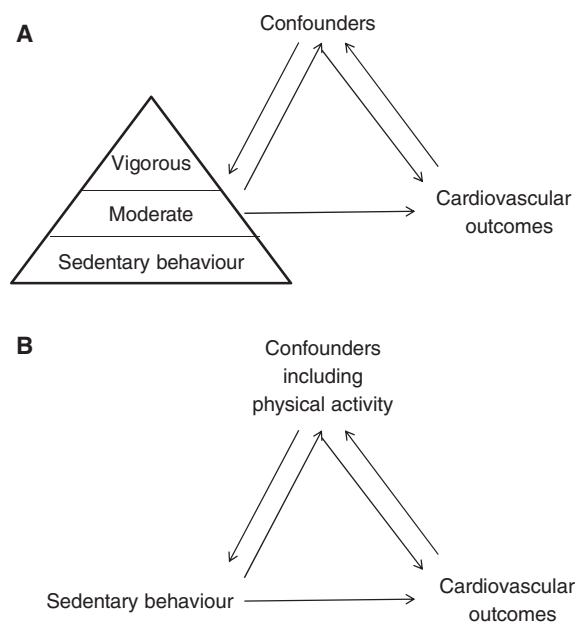 A
Confounders
Vigorous
Moderate
Sedentary behaviour
Cardiovascular
outcomes
B
Confounders
including
physical activity
Sedentary behaviour
Cardiovascular
outcomes